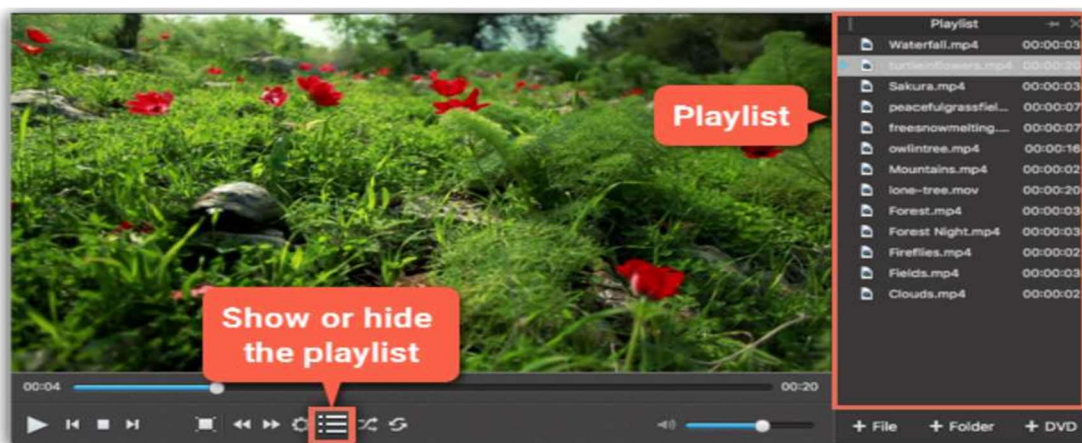 Playlist
Waterfall.mp4 00:00:03
turtleinflowers.mp4 00:00:20
Sakura.mp4 00:00:03
peacefulgrassfiel... 00:00:07
freesnowmelting.... 00:00:07
owlintree.mp4 00:00:16
Mountains.mp4 00:00:02
lone-tree.mov 00:00:20
Forest.mp4 00:00:03
Forest Night.mp4 00:00:03
Fireflies.mp4 00:00:02
Fields.mp4 00:00:03
Clouds.mp4 00:00:02
Playlist
Show or hide
the playlist
00:04 00:20
+ File + Folder + DVD